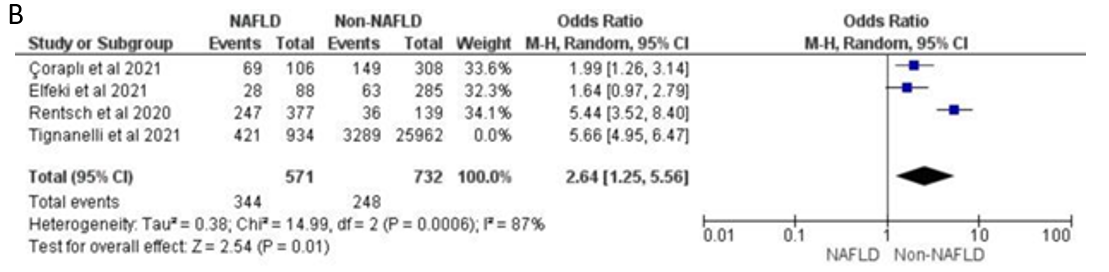 B
NAFLD Non-NAFLD Odds Ratio Odds Ratio
Study or Subgroup Events Total Events Total Weight M-H, Random, 95% CI M-H, Random, 95% CI
Çoraplı et al 2021 69 106 149 308 33.6% 1.99 [1.26, 3.14]
Elfeki et al 2021 28 88 63 285 32.3% 1.64 [0.97, 2.79]
Rentsch et al 2020 247 377 36 139 34.1% 5.44 [3.52, 8.40]
Tignanelli et al 2021 421 934 3289 25962 0.0% 5.66 [4.95, 6.47]
Total (95% CI) 571 732 100.0% 2.64 [1.25, 5.56]
Total events 344 248
Heterogeneity: Tau² = 0.38; Chi² = 14.99, df = 2 (P = 0.0006); I² = 87%
Test for overall effect: Z = 2.54 (P = 0.01)
0.01 0.1 1 10 100
NAFLD Non-NAFLD